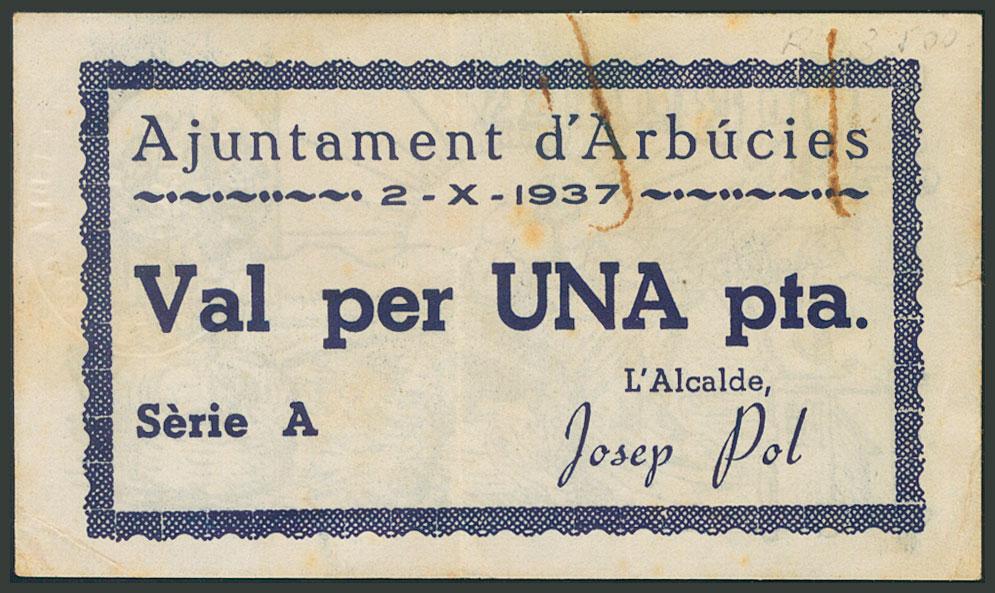 Ajuntament d'Arbúcies
2-X-1937
Val per UNA pta.
L'Alcalde,
Sèrie A
Josep Pol